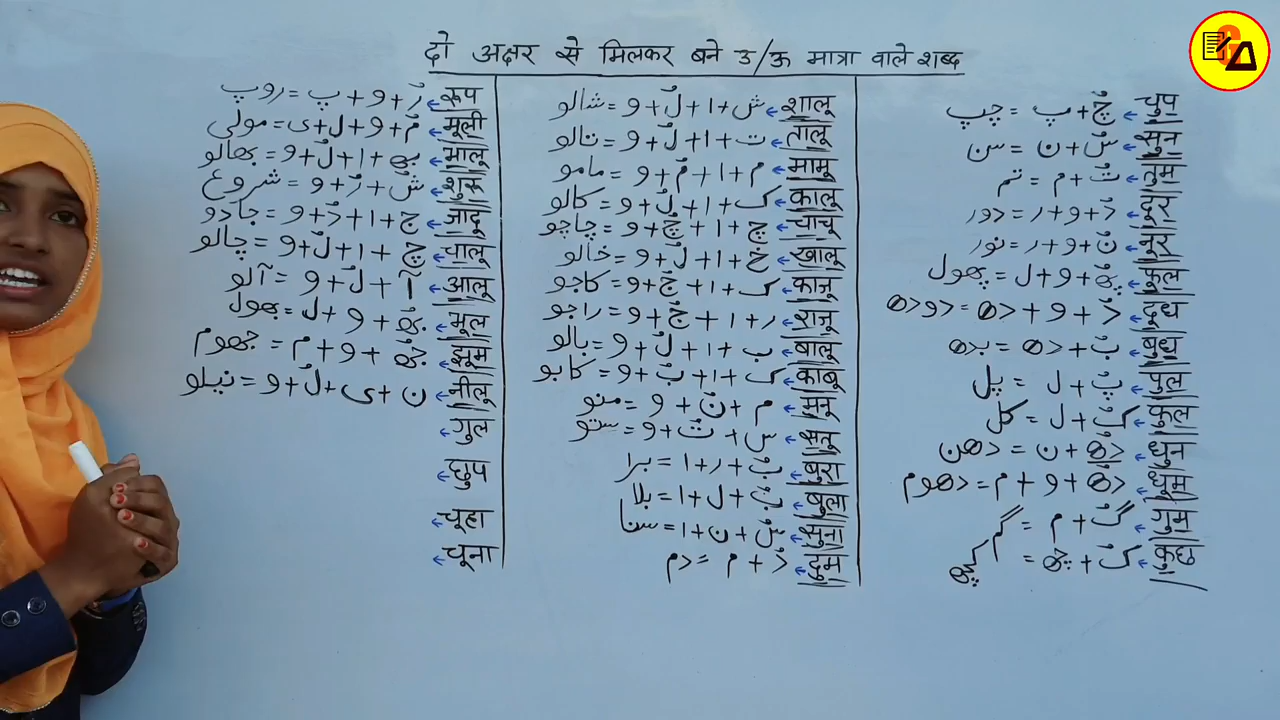 दो अक्षर से मिलकर बने उ/ऊ मात्रा वाले शब्द
चुप ← چُ + پ = چپ
सुन ← سُ + ن = سن
तुम ← تُ + م = تم
दूर ← دُ + و + ر = دور
नूर ← نُ + و + ر = نور
फूल ← پھُ + و + ل = پھول
दूध ← دُ + و + دھ = دودھ
बुध ← بُ + دھ = بدھ
पुल ← پُ + ل = پل
कुल ← کُ + ل = کل
धुन ← دھُ + ن = دھن
धूम ← دھُ + و + م = دھوم
गुम ← گُ + م = گم
कुछ ← کُ + چھ = کچھ
शालू ← ش + ا + لُ + و = شالو
तालू ← ت + ا + لُ + و = تالو
मामू ← م + ا + مُ + و = مامو
कालू ← ک + ا + لُ + و = کالو
चाचू ← چ + ا + چُ + و = چاچو
खालू ← خ + ا + لُ + و = خالو
काजू ← ک + ا + جُ + و = کاجو
राजू ← ر + ا + جُ + و = راجو
बालू ← ب + ا + لُ + و = بالو
काबू ← ک + ا + بُ + و = کابو
मनू ← م + نُ + و = منو
सतू ← س + تُ + و = ستو
बुरा ← بُ + ر + ا = برا
बुला ← بُ + ل + ا = بلا
सुना ← سُ + ن + ا = سنا
दुम ← دُ + م = دم
रूप ← رُ + و + پ = روپ
मूली ← مُ + و + ل + ی = مولی
भालू ← بھ + ا + لُ + و = بھالو
शुरू ← شُ + رُ + و = شروع
जादू ← ج + ا + دُ + و = جادو
चालू ← چ + ا + لُ + و = چالو
आलू ← آ + لُ + و = آلو
भूल ← بھُ + و + ل = بھول
झूम ← جھُ + و + م = جھوم
नीलू ← ن + ی + لُ + و = نیلو
गुल ←
छुप ←
चूहा ←
चूना ←